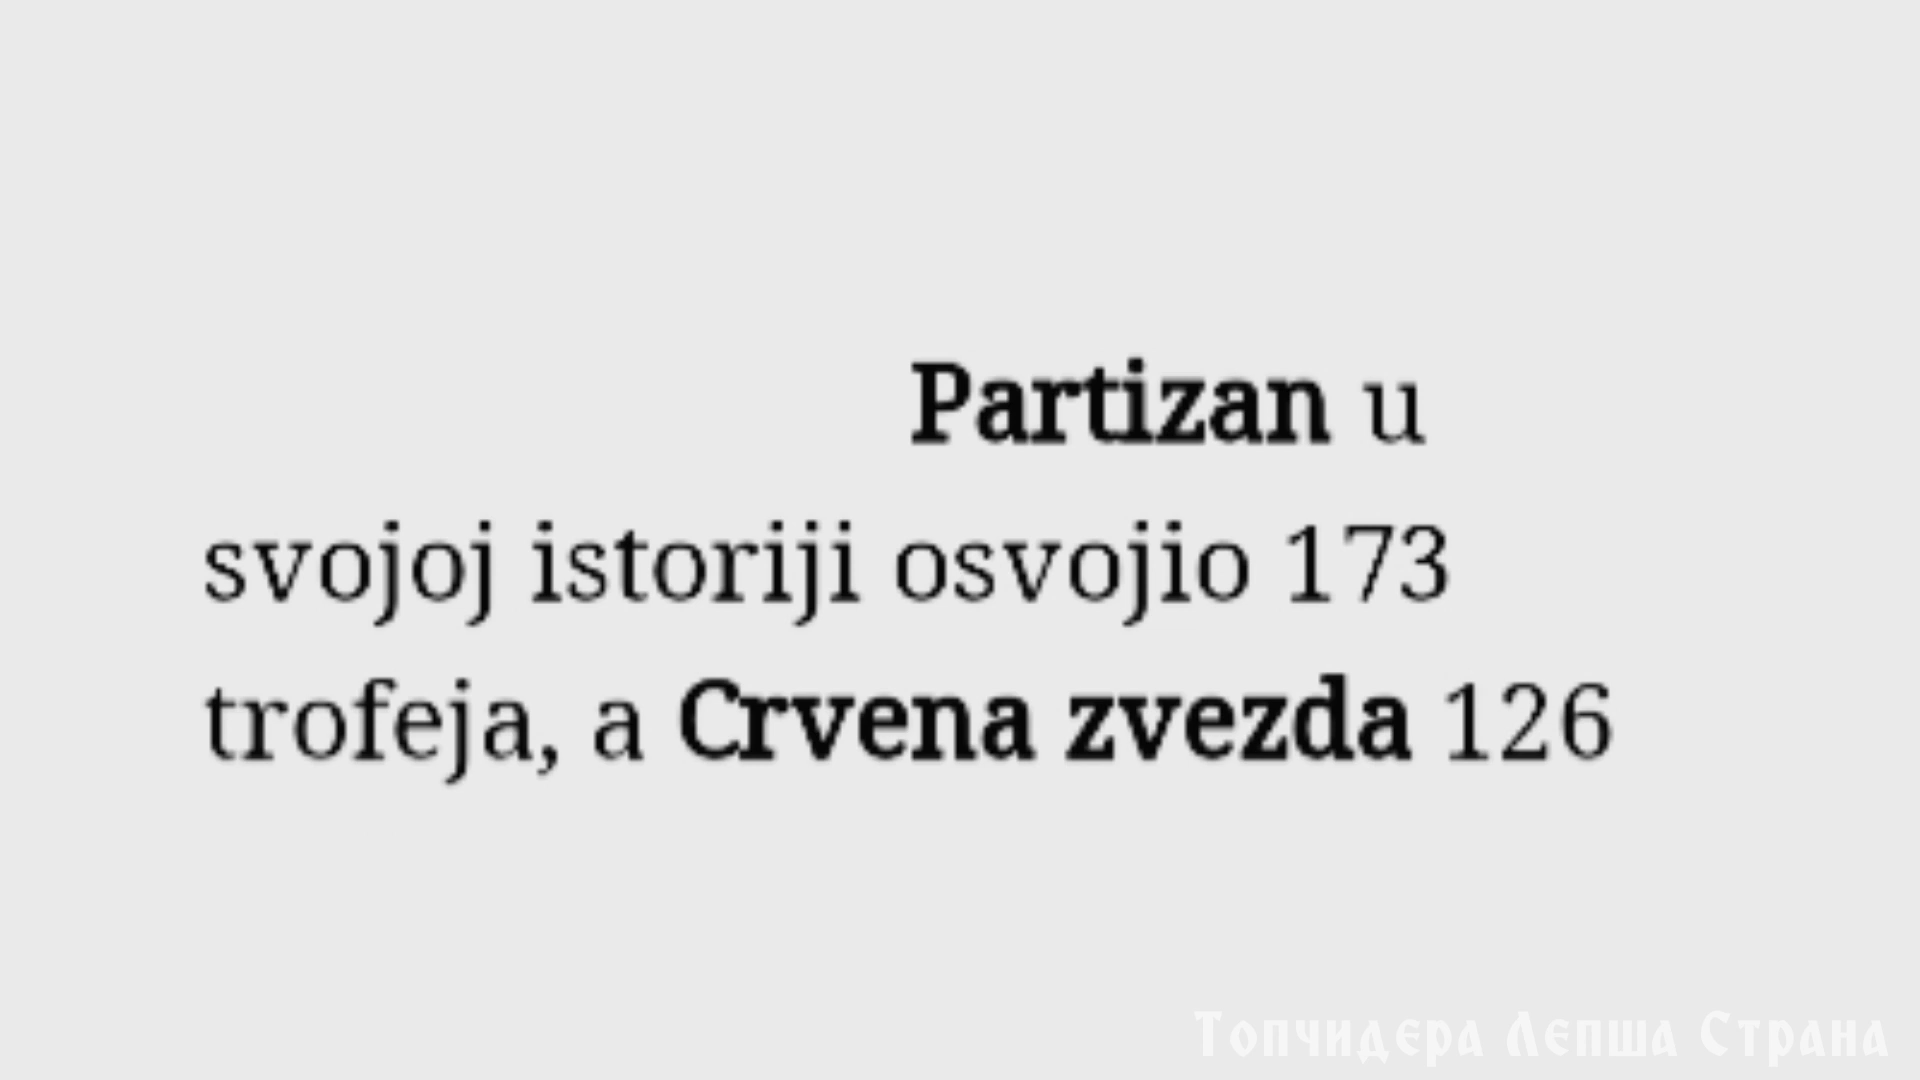 Partizan u
svojoj istoriji osvojio 173
trofeja, a Crvena zvezda 126
Топчидера Лепша Страна